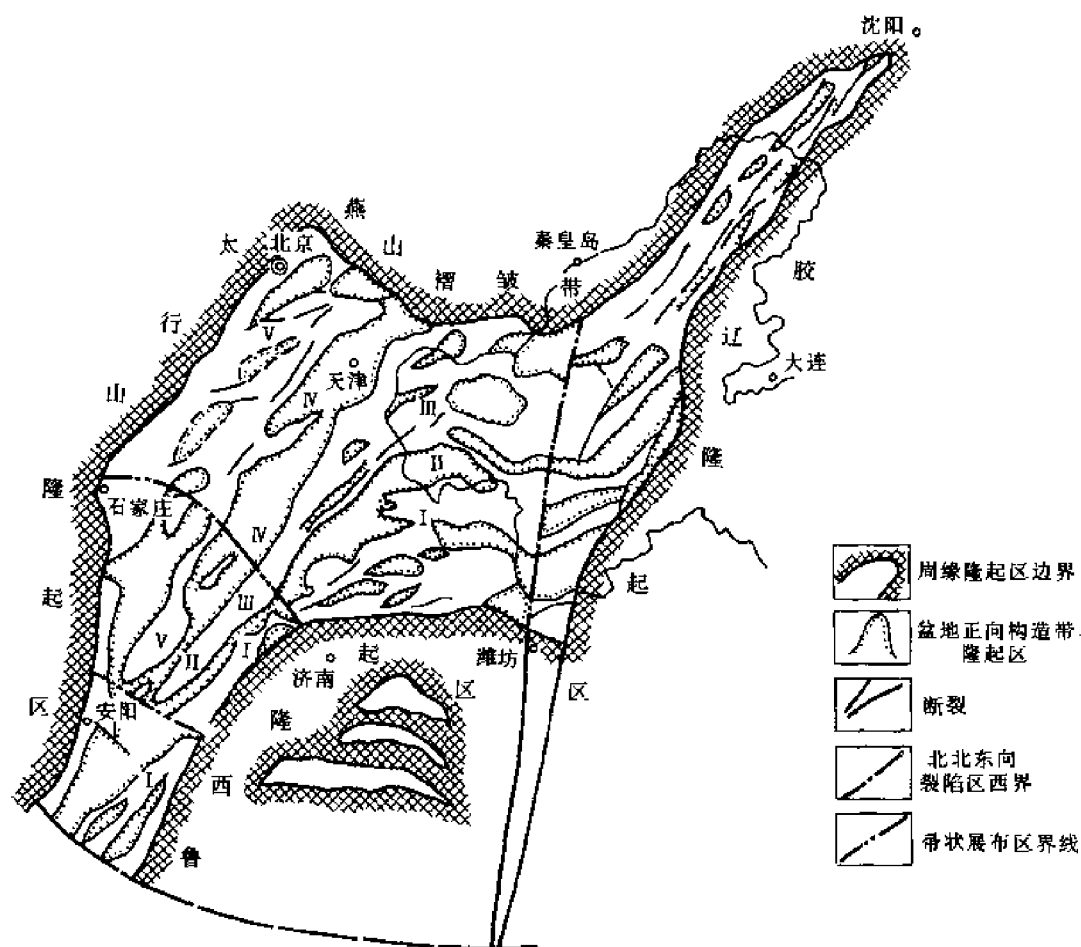 沈阳
燕山褶皱带
太行山隆起区
北京
秦皇岛
胶辽隆起区
大连
天津
V
IV
III
II
I
石家庄
IV
III
V
II
I
IV
安阳
I
济南
潍坊
鲁西隆起区
周缘隆起区边界
盆地正向构造带、
隆起区
断裂
北北东向
裂陷区西界
带状展布区界线